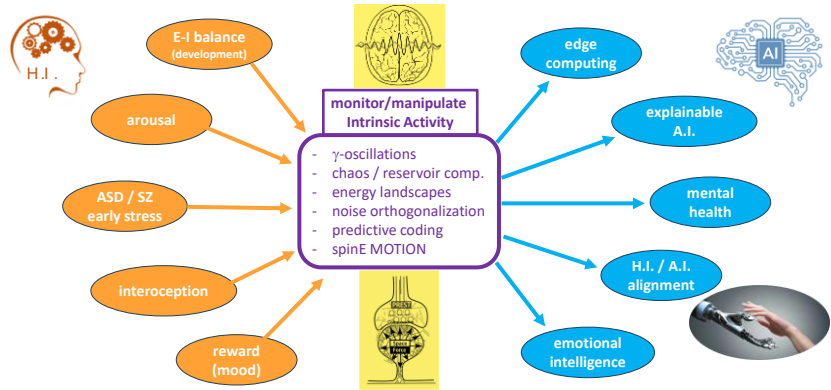 H.I.
E-I balance
(development)
arousal
ASD / SZ
early stress
interoception
reward
(mood)
monitor/manipulate
Intrinsic Activity
- γ-oscillations
- chaos / reservoir comp.
- energy landscapes
- noise orthogonalization
- predictive coding
- spinE MOTION
edge
computing
explainable
A.I.
mental
health
H.I. / A.I.
alignment
emotional
intelligence
AI